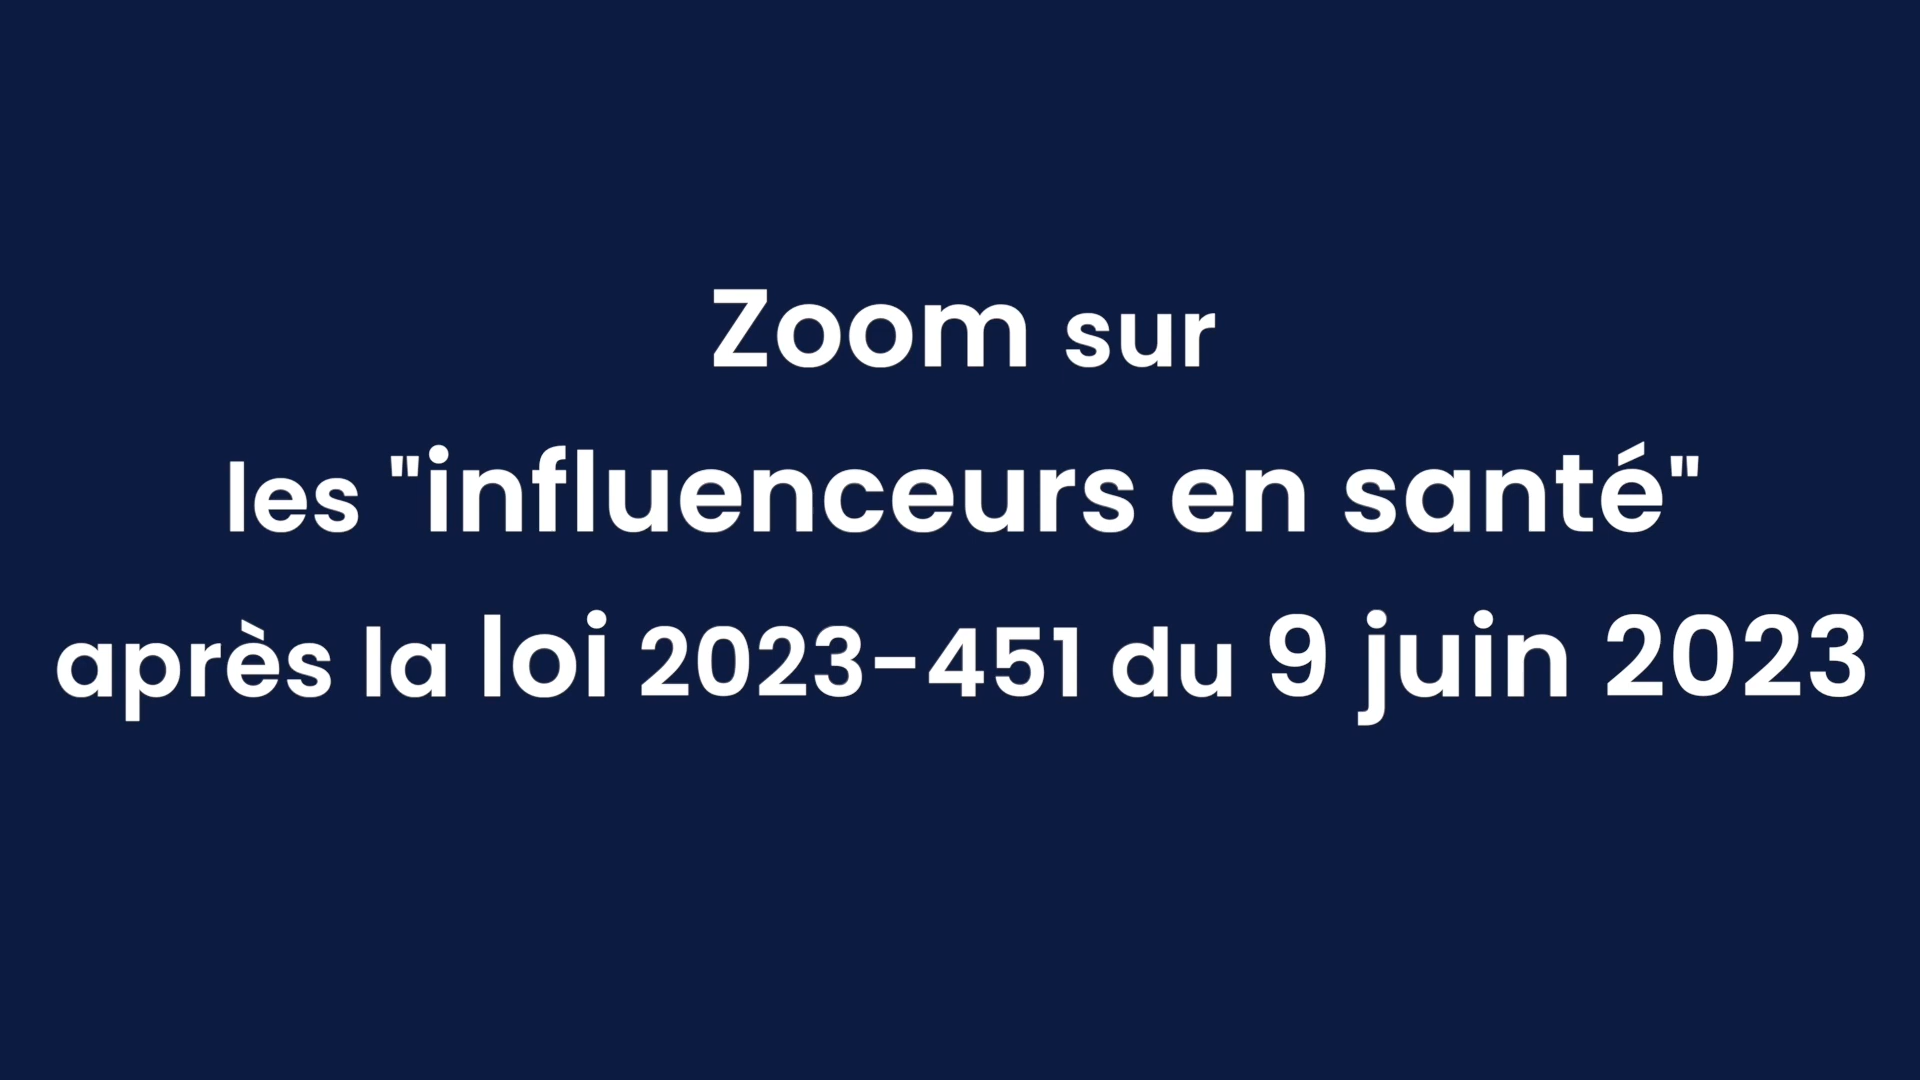 Zoom sur
les "influenceurs en santé"
après la loi 2023-451 du 9 juin 2023